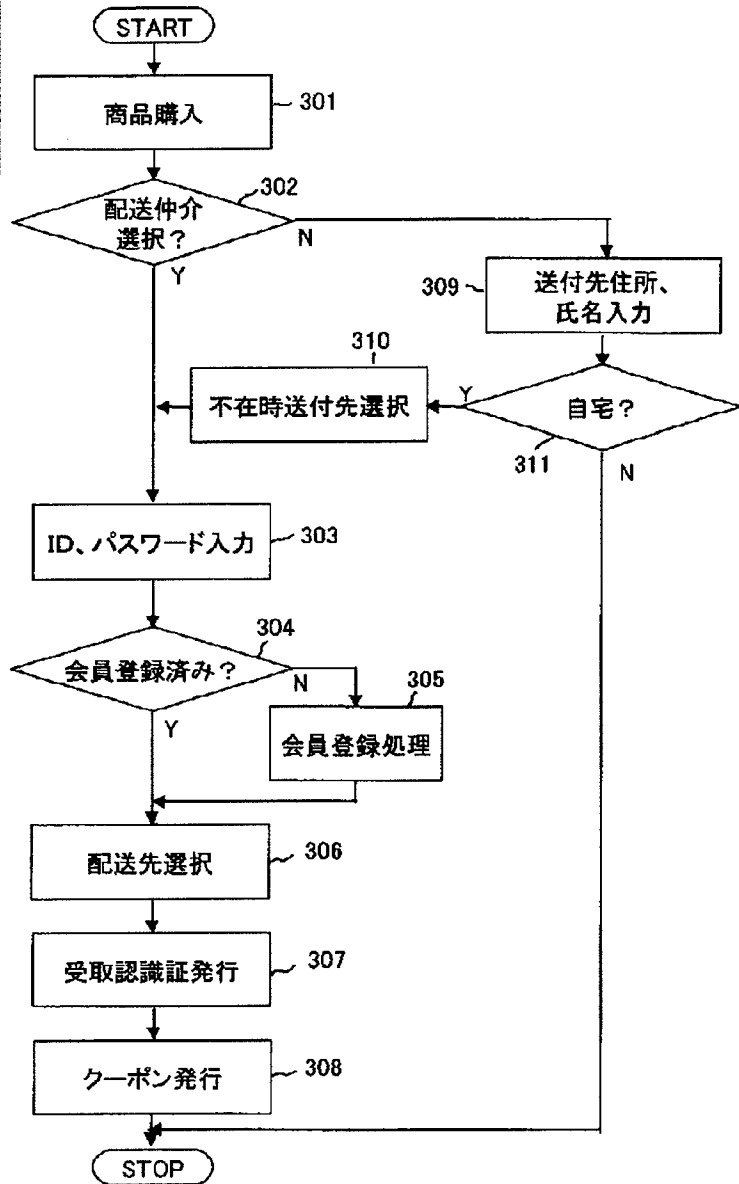 START
商品購入
301
配送仲介
選択？
302
N
Y
309
送付先住所、
氏名入力
310
不在時送付先選択
Y
自宅？
311
N
ID、パスワード入力
303
会員登録済み？
304
N
Y
305
会員登録処理
配送先選択
306
受取認識証発行
307
クーポン発行
308
STOP